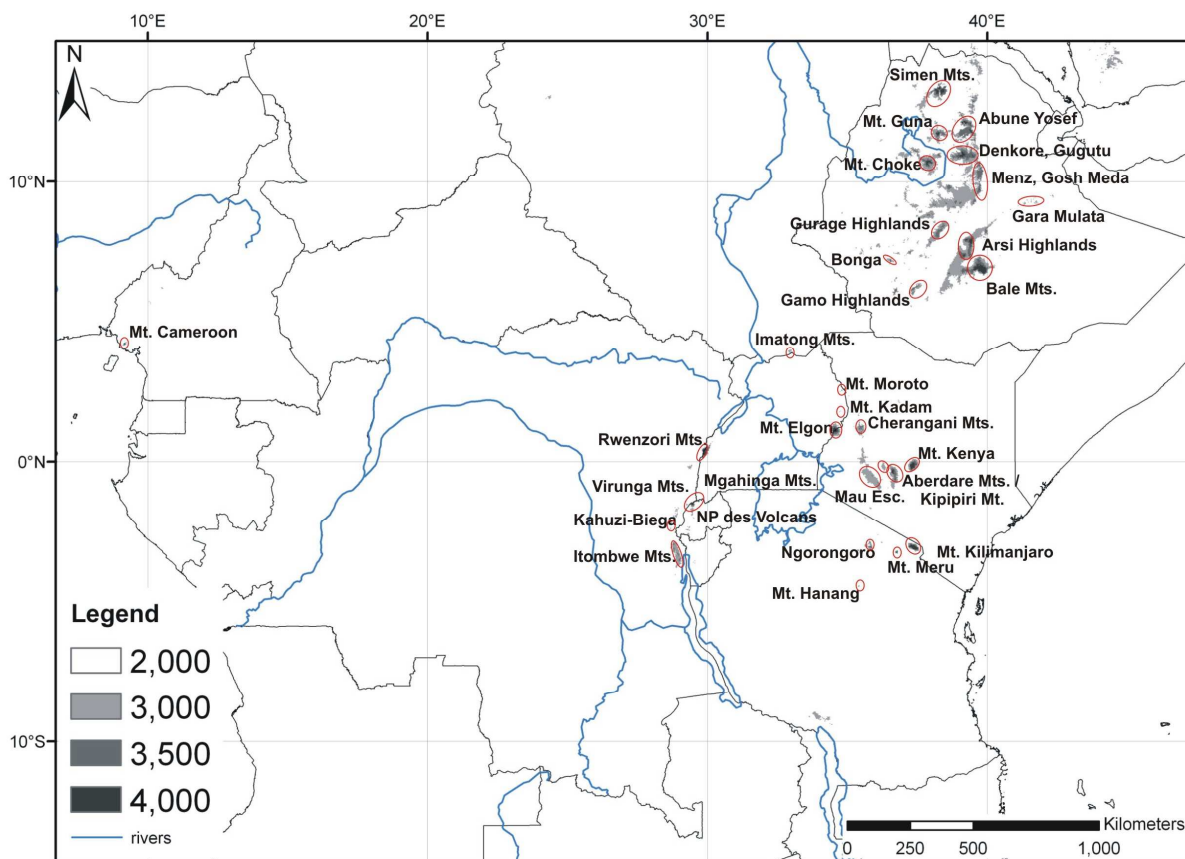 10°E
20°E
30°E
40°E
N
Simen Mts.
Mt. Guna
Abune Yosef
Denkore, Gugutu
Mt. Choke
10°N
Menz, Gosh Meda
Gara Mulata
Gurage Highlands
Arsi Highlands
Bonga
Bale Mts.
Gamo Highlands
Mt. Cameroon
Imatong Mts.
Mt. Moroto
Mt. Kadam
Mt. Elgon
Cherangani Mts.
Rwenzori Mts.
0°N
Mt. Kenya
Virunga Mts.
Mgahinga Mts.
Aberdare Mts.
Mau Esc.
Kipipiri Mt.
Kahuzi-Biega
NP des Volcans
Itombwe Mts.
Ngorongoro
Mt. Kilimanjaro
Mt. Meru
Mt. Hanang
Legend
2,000
3,000
3,500
4,000
rivers
10°S
Kilometers
0 250 500 1,000